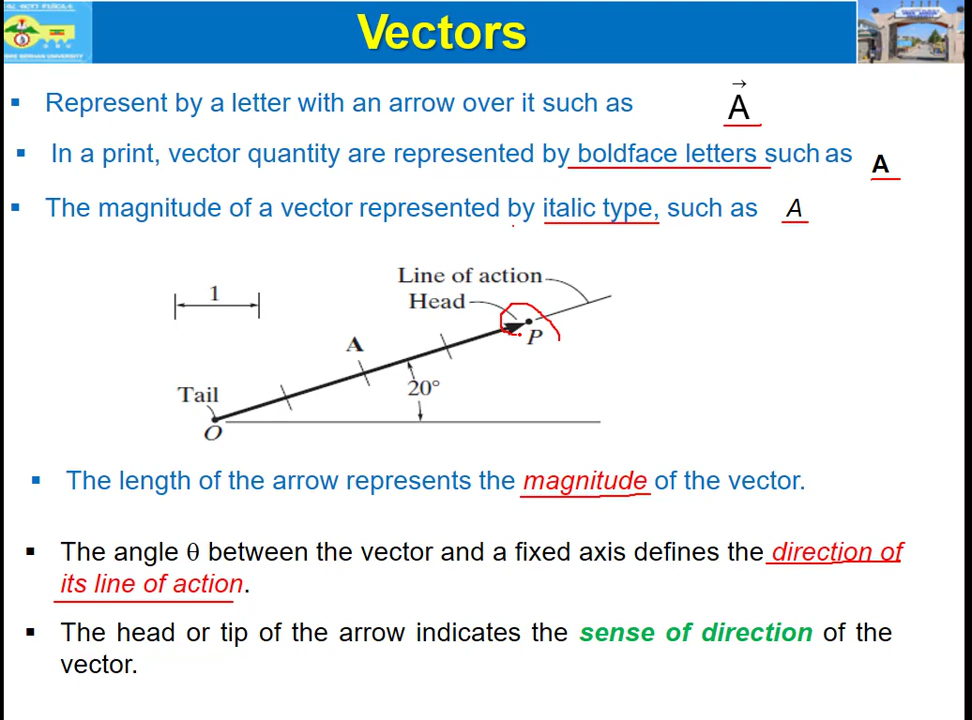 Vectors
Represent by a letter with an arrow over it such as A⃗
In a print, vector quantity are represented by boldface letters such as A
The magnitude of a vector represented by italic type, such as A
Line of action
1
Head
P
A
20°
Tail
O
The length of the arrow represents the magnitude of the vector.
The angle θ between the vector and a fixed axis defines the direction of
its line of action.
The head or tip of the arrow indicates the sense of direction of the
vector.